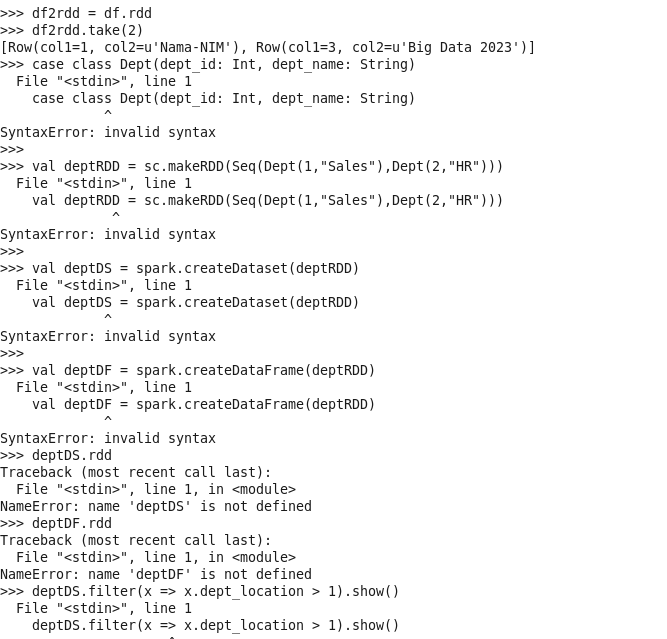 >>> df2rdd = df.rdd
>>> df2rdd.take(2)
[Row(col1=1, col2=u'Nama-NIM'), Row(col1=3, col2=u'Big Data 2023')]
>>> case class Dept(dept_id: Int, dept_name: String)
  File "<stdin>", line 1
    case class Dept(dept_id: Int, dept_name: String)
             ^
SyntaxError: invalid syntax
>>>
>>> val deptRDD = sc.makeRDD(Seq(Dept(1,"Sales"),Dept(2,"HR")))
  File "<stdin>", line 1
    val deptRDD = sc.makeRDD(Seq(Dept(1,"Sales"),Dept(2,"HR")))
              ^
SyntaxError: invalid syntax
>>>
>>> val deptDS = spark.createDataset(deptRDD)
  File "<stdin>", line 1
    val deptDS = spark.createDataset(deptRDD)
             ^
SyntaxError: invalid syntax
>>>
>>> val deptDF = spark.createDataFrame(deptRDD)
  File "<stdin>", line 1
    val deptDF = spark.createDataFrame(deptRDD)
             ^
SyntaxError: invalid syntax
>>> deptDS.rdd
Traceback (most recent call last):
  File "<stdin>", line 1, in <module>
NameError: name 'deptDS' is not defined
>>> deptDF.rdd
Traceback (most recent call last):
  File "<stdin>", line 1, in <module>
NameError: name 'deptDF' is not defined
>>> deptDS.filter(x => x.dept_location > 1).show()
  File "<stdin>", line 1
    deptDS.filter(x => x.dept_location > 1).show()
                     ^